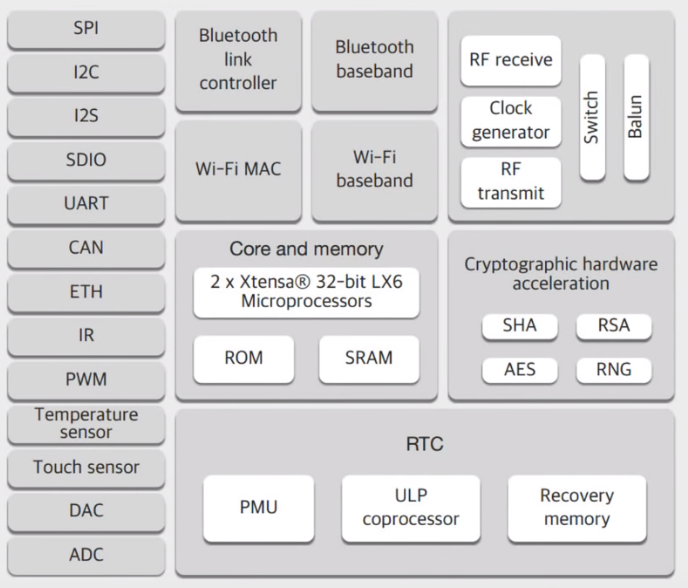 SPI
I2C
I2S
SDIO
UART
CAN
ETH
IR
PWM
Temperature
sensor
Touch sensor
DAC
ADC
Bluetooth
link
controller
Bluetooth
baseband
Wi-Fi MAC
Wi-Fi
baseband
RF receive
Clock
generator
RF
transmit
Switch
Balun
Core and memory
2 x Xtensa® 32-bit LX6
Microprocessors
ROM
SRAM
Cryptographic hardware
acceleration
SHA
RSA
AES
RNG
RTC
PMU
ULP
coprocessor
Recovery
memory